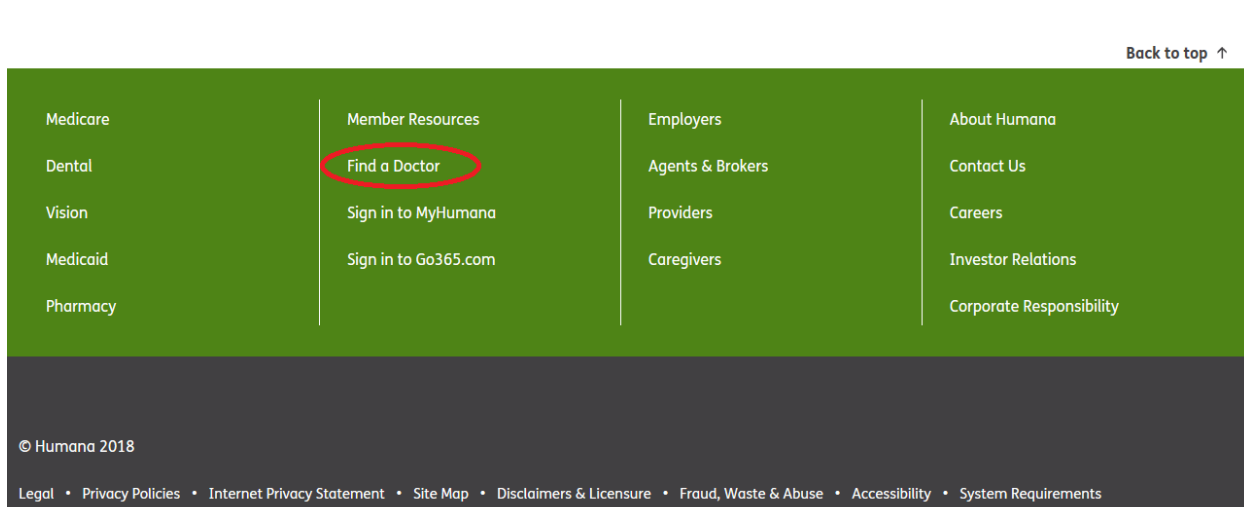 Back to top ↑
Medicare
Dental
Vision
Medicaid
Pharmacy
Member Resources
Find a Doctor
Sign in to MyHumana
Sign in to Go365.com
Employers
Agents & Brokers
Providers
Caregivers
About Humana
Contact Us
Careers
Investor Relations
Corporate Responsibility
© Humana 2018
Legal • Privacy Policies • Internet Privacy Statement • Site Map • Disclaimers & Licensure • Fraud, Waste & Abuse • Accessibility • System Requirements